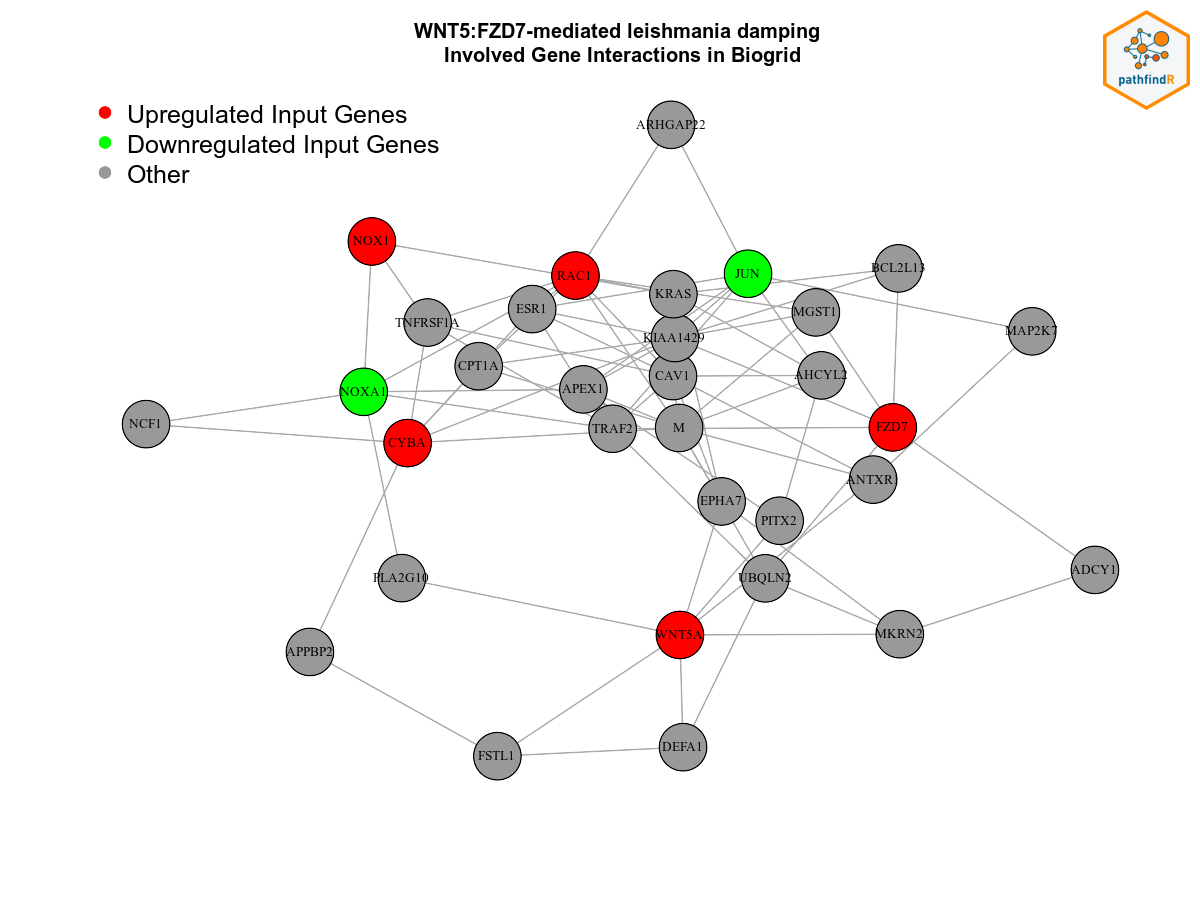 WNT5:FZD7-mediated leishmania damping
Involved Gene Interactions in Biogrid
pathfindR
Upregulated Input Genes
Downregulated Input Genes
Other
ARHGAP22
NOX1
RAC1
JUN
BCL2L13
KRAS
ESR1
MGST1
TNFRSF1A
MAP2K7
KIAA1429
CPT1A
CAV1
AHCYL2
APEX1
NOXA1
NCF1
TRAF2
M
FZD7
CYBA
ANTXR
EPHA7
PITX2
PLA2G10
UBQLN2
ADCY1
WNT5A
MKRN2
APPBP2
FSTL1
DEFA1